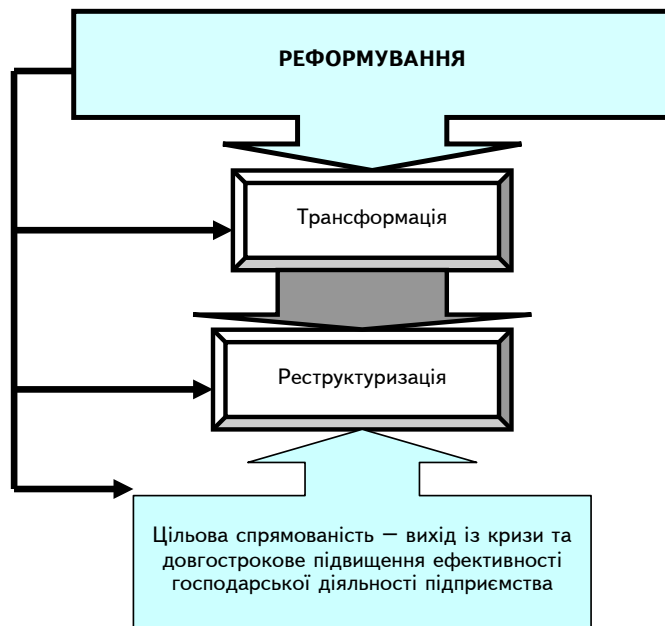 РЕФОРМУВАННЯ
Трансформація
Реструктуризація
Цільова спрямованість – вихід із кризи та
довгострокове підвищення ефективності
господарської діяльності підприємства